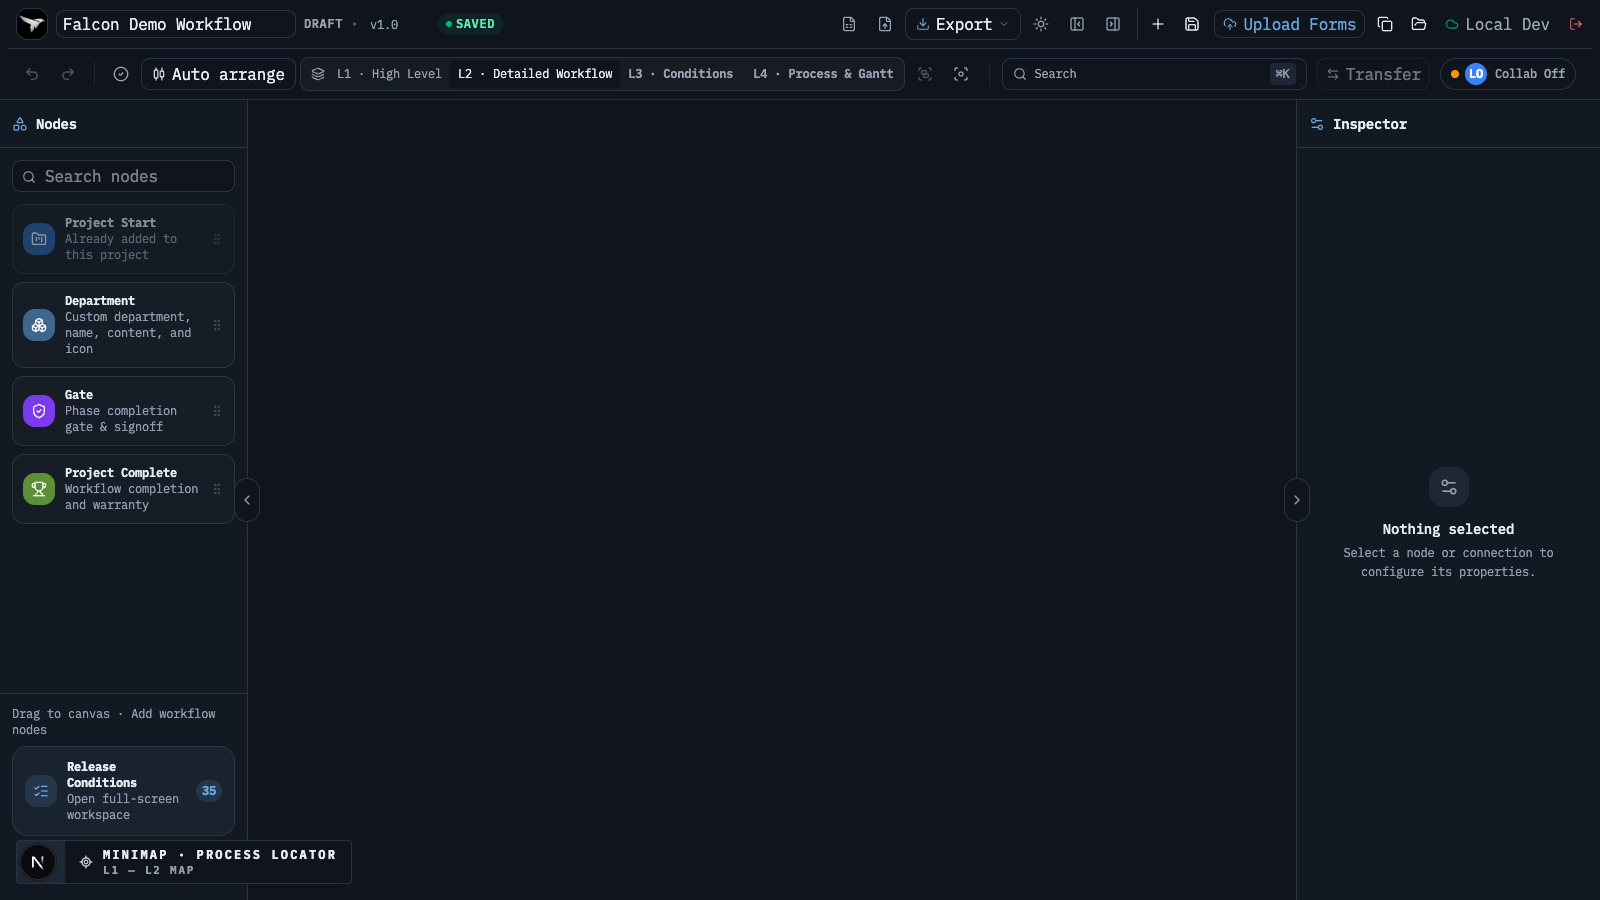 Falcon Demo Workflow
DRAFT • v1.0
SAVED
Export
Upload Forms
Local Dev
Auto arrange
L1 · High Level
L2 · Detailed Workflow
L3 · Conditions
L4 · Process & Gantt
Search
⌘K
Transfer
LO
Collab Off
Nodes
Search nodes
Project Start
Already added to
this project
Department
Custom department,
name, content, and
icon
Gate
Phase completion
gate & signoff
Project Complete
Workflow completion
and warranty
Drag to canvas · Add workflow
nodes
Release
Conditions
Open full-screen
workspace
35
N
MINIMAP · PROCESS LOCATOR
L1 — L2 MAP
Inspector
Nothing selected
Select a node or connection to
configure its properties.